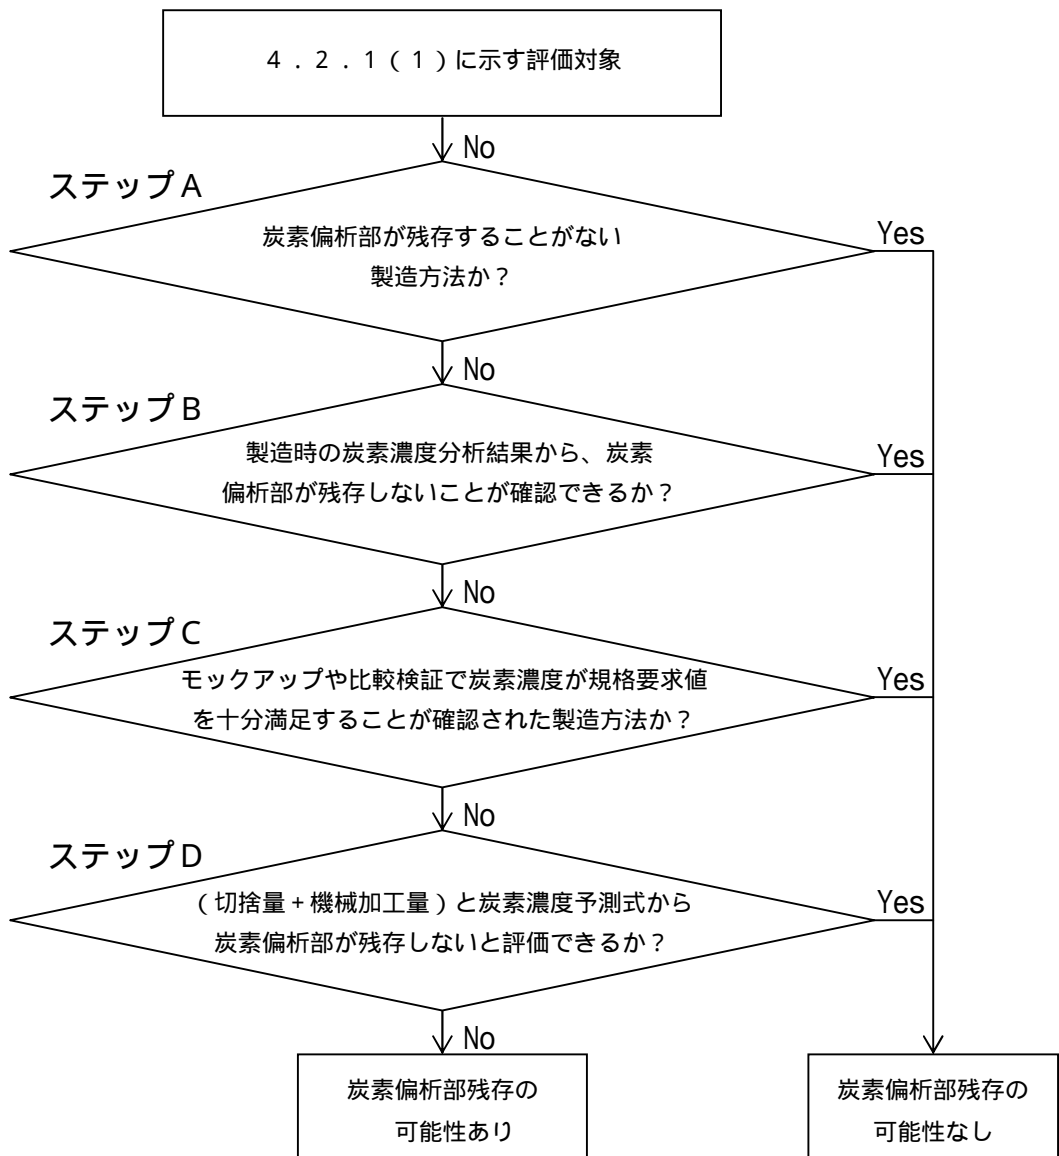 ４．２．１(１)に示す評価対象
No
ステップA
炭素偏析部が残存することがない
製造方法か？
Yes
No
ステップB
製造時の炭素濃度分析結果から、炭素
偏析部が残存しないことが確認できるか？
Yes
No
ステップC
モックアップや比較検証で炭素濃度が規格要求値
を十分満足することが確認された製造方法か？
Yes
No
ステップD
(切捨量+機械加工量)と炭素濃度予測式から
炭素偏析部が残存しないと評価できるか？
Yes
No
炭素偏析部残存の
可能性あり
炭素偏析部残存の
可能性なし